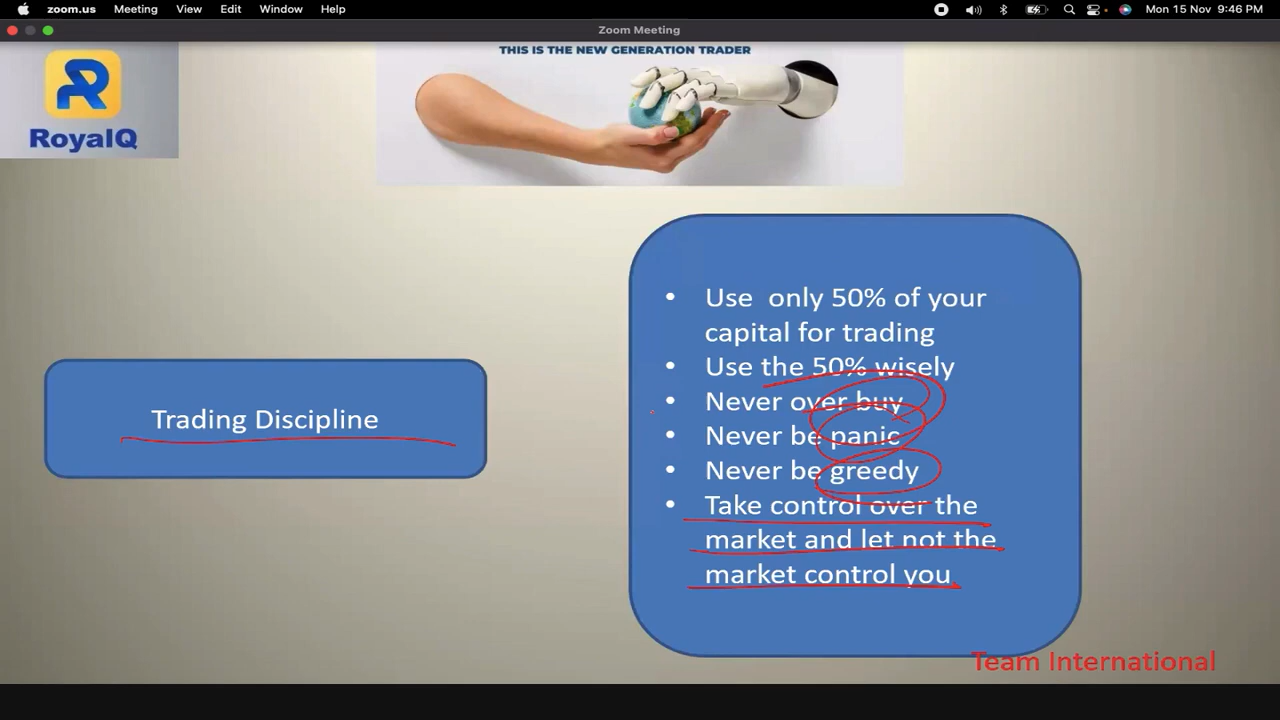 zoom.us Meeting View Edit Window Help Mon 15 Nov 9:46 PM
Zoom Meeting
THIS IS THE NEW GENERATION TRADER
RoyalQ
Trading Discipline
• Use only 50% of your
capital for trading
• Use the 50% wisely
• Never over buy
• Never be panic
• Never be greedy
• Take control over the
market and let not the
market control you
Team International